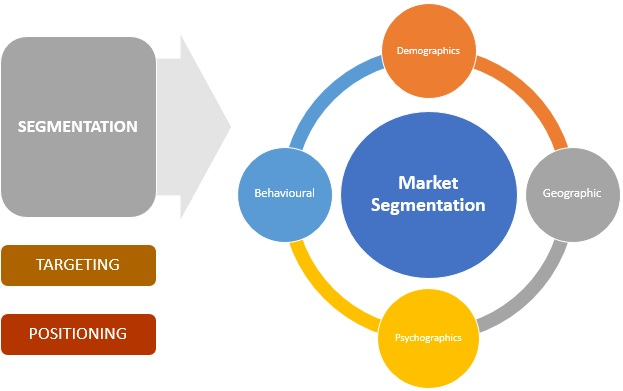 SEGMENTATION
TARGETING
POSITIONING
Demographics
Behavioural
Market
Segmentation
Geographic
Psychographics